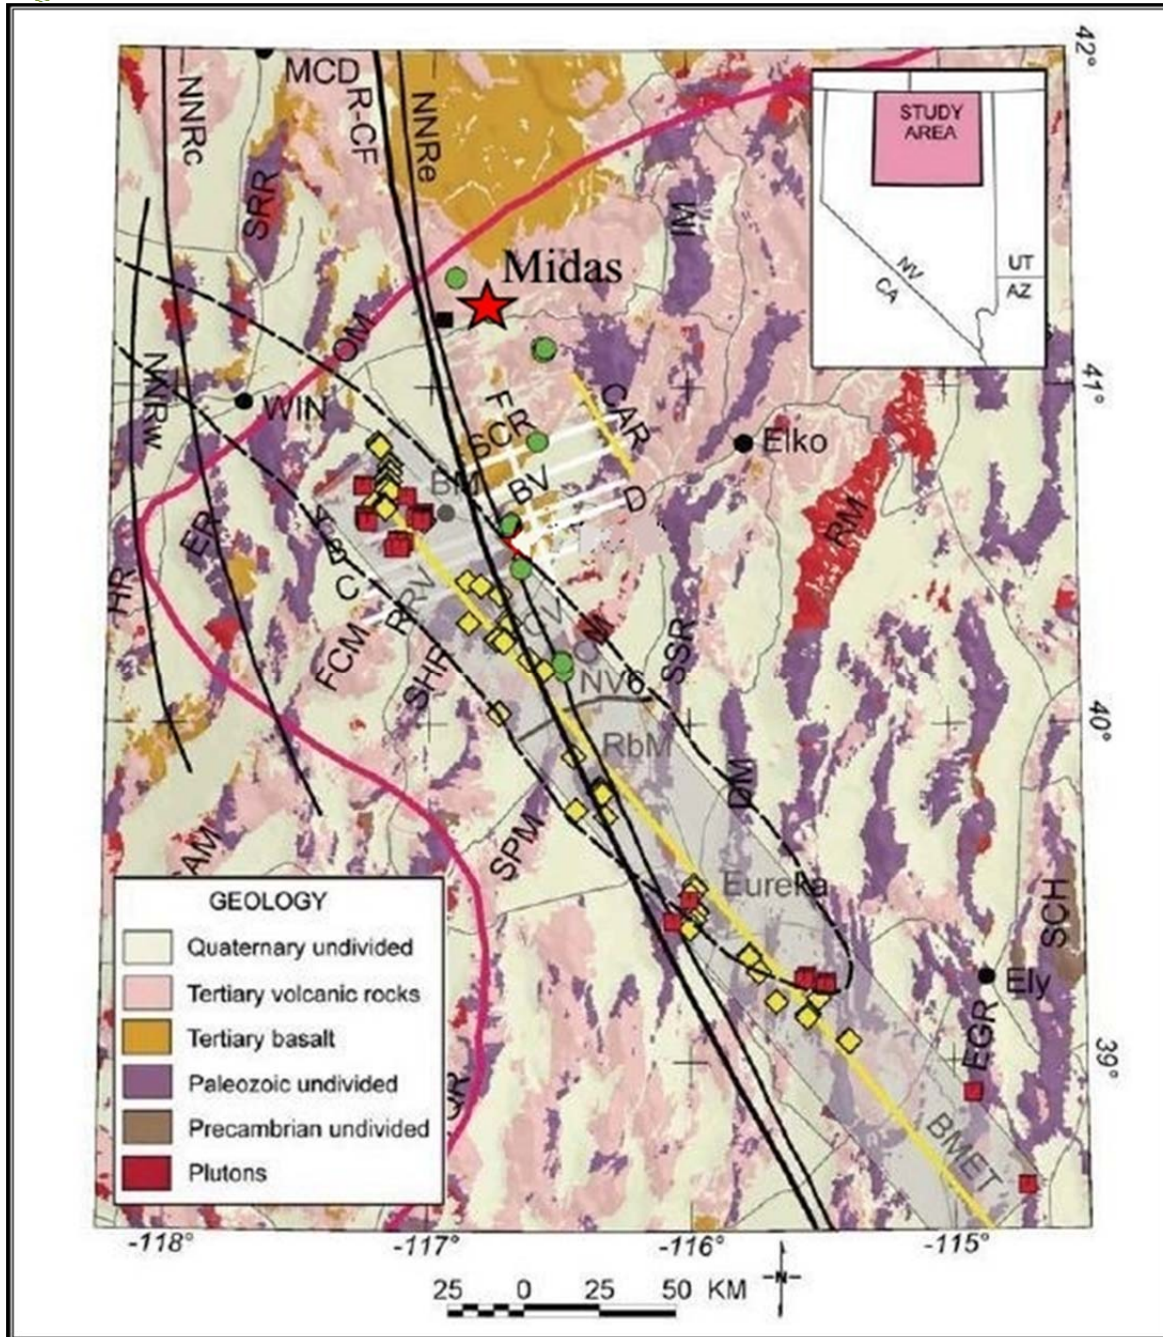 42°
MCD
NNRc
R-CF
NNRe
STUDY
AREA
SRR
NV
CA
UT
AZ
Midas
OM
41°
NNRw
WIN
CAR
F
SCR
Elko
BV
D
BM
RM
ER
C
HR
RV
CV
FCM
SHR
SSR
NV6
40°
RbM
DM
SPM
AM
Eureka
SCH
GEOLOGY
Quaternary undivided
Tertiary volcanic rocks
Tertiary basalt
Paleozoic undivided
Precambrian undivided
Plutons
Ely
EGR
39°
BMET
-118°
-117°
-116°
-115°
25 0 25 50 KM
N